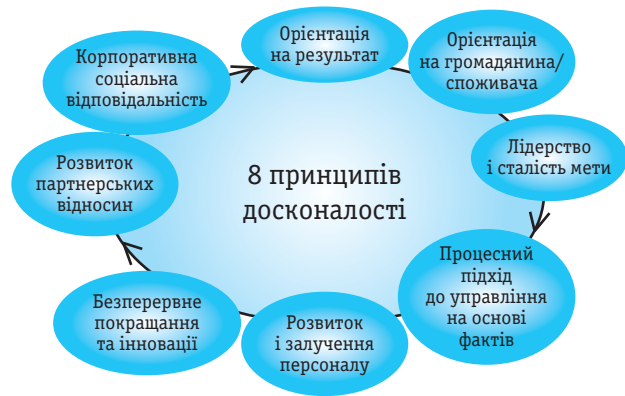 Орієнтація
на результат
Орієнтація
на громадянина/
споживача
Лідерство
і сталість мети
Процесний
підхід
до управління
на основі
фактів
Розвиток
і залучення
персоналу
Безперервне
покращання
та інновації
Розвиток
партнерських
відносин
Корпоративна
соціальна
відповідальність
8 принципів
досконалості